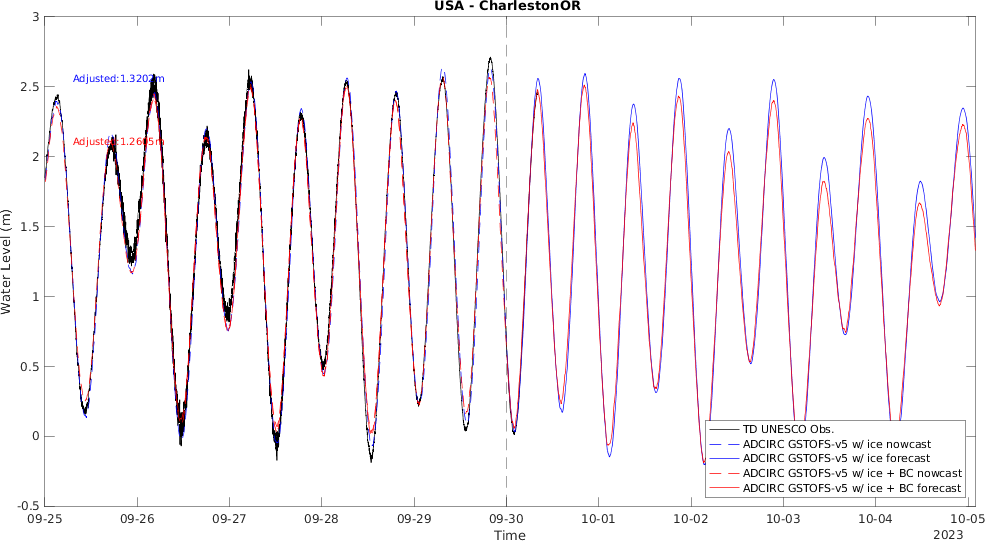 USA - CharlestonOR
3
2.5
2
1.5
1
0.5
0
-0.5
Water Level (m)
Adjusted:1.3202m
Adjusted:1.2605m
TD UNESCO Obs.
ADCIRC GSTOFS-v5 w/ ice nowcast
ADCIRC GSTOFS-v5 w/ ice forecast
ADCIRC GSTOFS-v5 w/ ice + BC nowcast
ADCIRC GSTOFS-v5 w/ ice + BC forecast
09-25 09-26 09-27 09-28 09-29 09-30 10-01 10-02 10-03 10-04 10-05
Time
2023